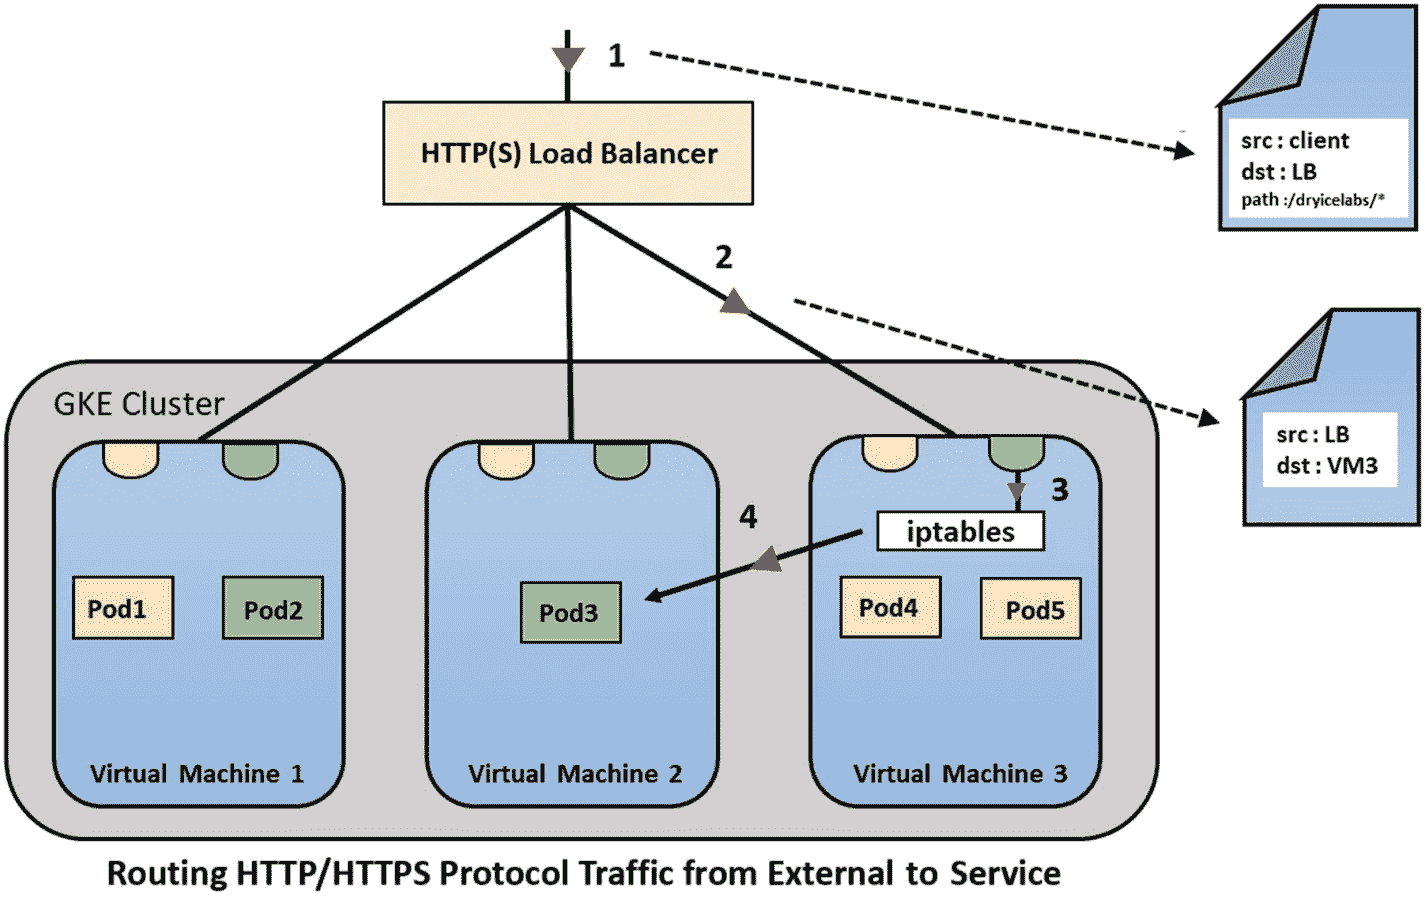 1
HTTP(S) Load Balancer
src : client
dst : LB
path :/dryicelabs/*
2
GKE Cluster
src : LB
dst : VM3
3
4
iptables
Pod1
Pod2
Pod3
Pod4
Pod5
Virtual Machine 1
Virtual Machine 2
Virtual Machine 3
Routing HTTP/HTTPS Protocol Traffic from External to Service